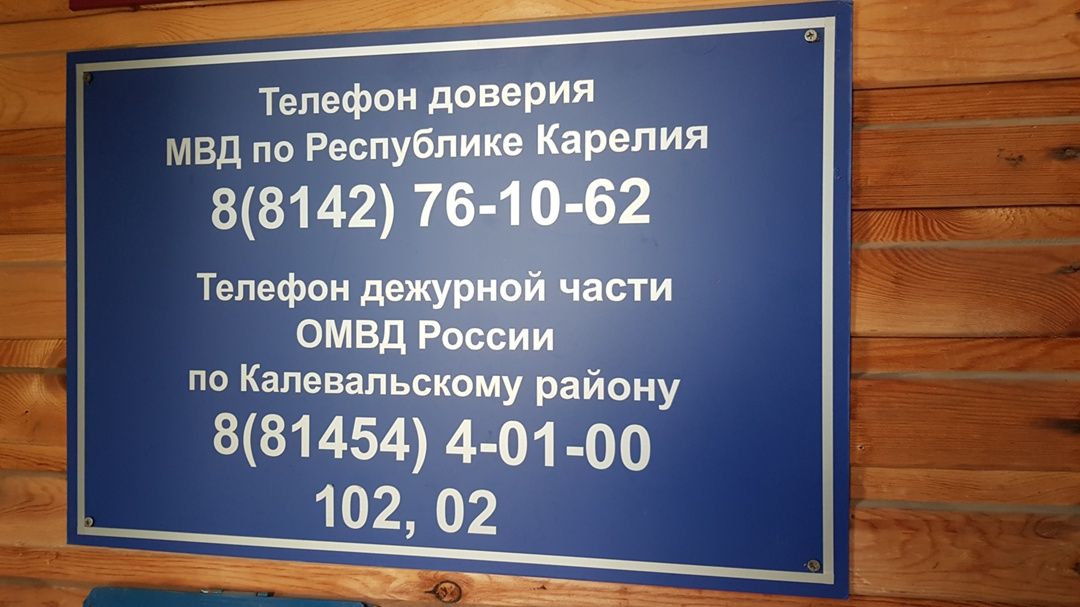 Телефон доверия
МВД по Республике Карелия
8(8142) 76-10-62
Телефон дежурной части
ОМВД России
по Калевальскому району
8(81454) 4-01-00
102, 02